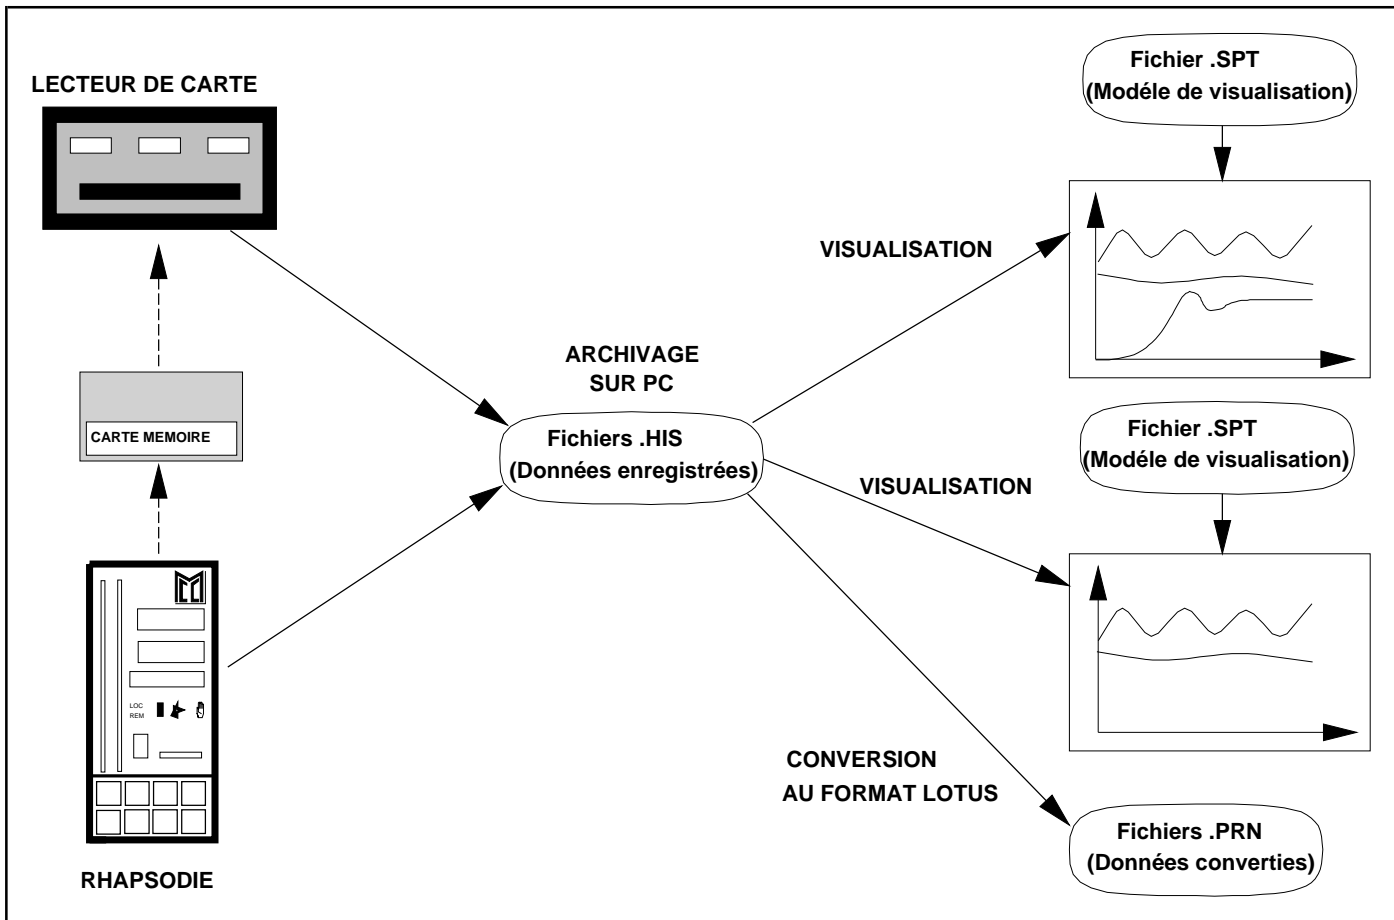 LECTEUR DE CARTE
CARTE MEMOIRE
LOC
REM
RHAPSODIE
ARCHIVAGE
SUR PC
Fichiers .HIS
(Données enregistrées)
VISUALISATION
VISUALISATION
CONVERSION
AU FORMAT LOTUS
Fichier .SPT
(Modéle de visualisation)
Fichier .SPT
(Modéle de visualisation)
Fichiers .PRN
(Données converties)